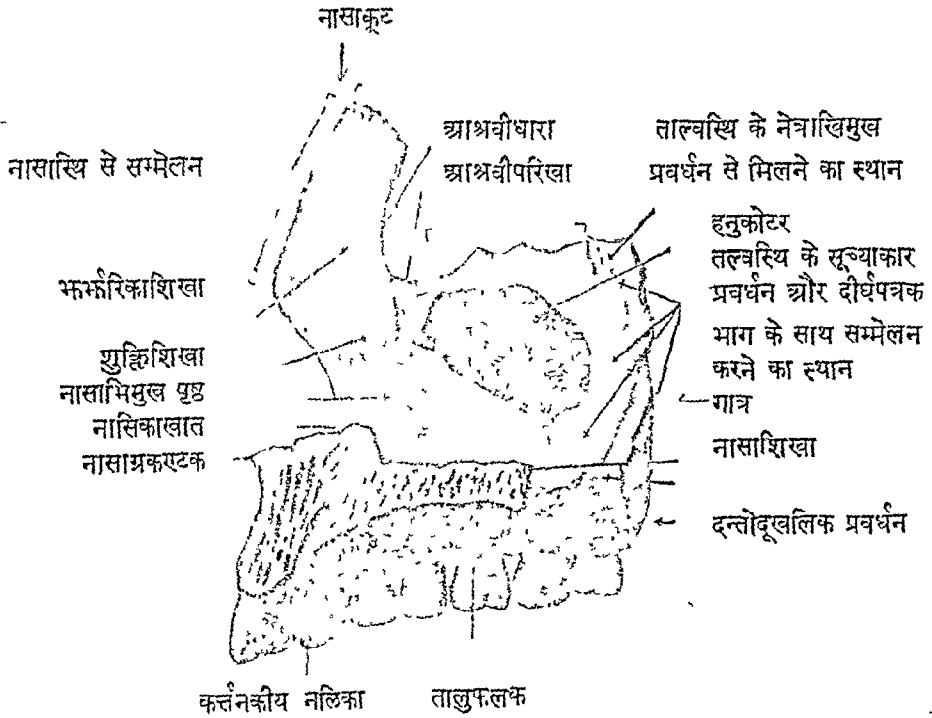 नासाकूट
नासास्थि से सम्मेलन
झर्झरिकाशिखा
शुक्तिशिखा
नासाभिमुख पृष्ठ
नासिकाखात
नासाग्रकण्टक
आश्रवीधारा
आश्रवीपरिखा
ताल्वस्थि के नेत्राखिमुख
प्रवर्धन से मिलने का स्थान
हनुकोटर
तल्वस्थि के सूच्याकार
प्रवर्धन और दीर्घपत्रक
भाग के साथ सम्मेलन
करने का स्थान
गात्र
नासाशिखा
दन्तोदूखलिक प्रवर्धन
कर्त्तनकीय नलिका
तालुफलक